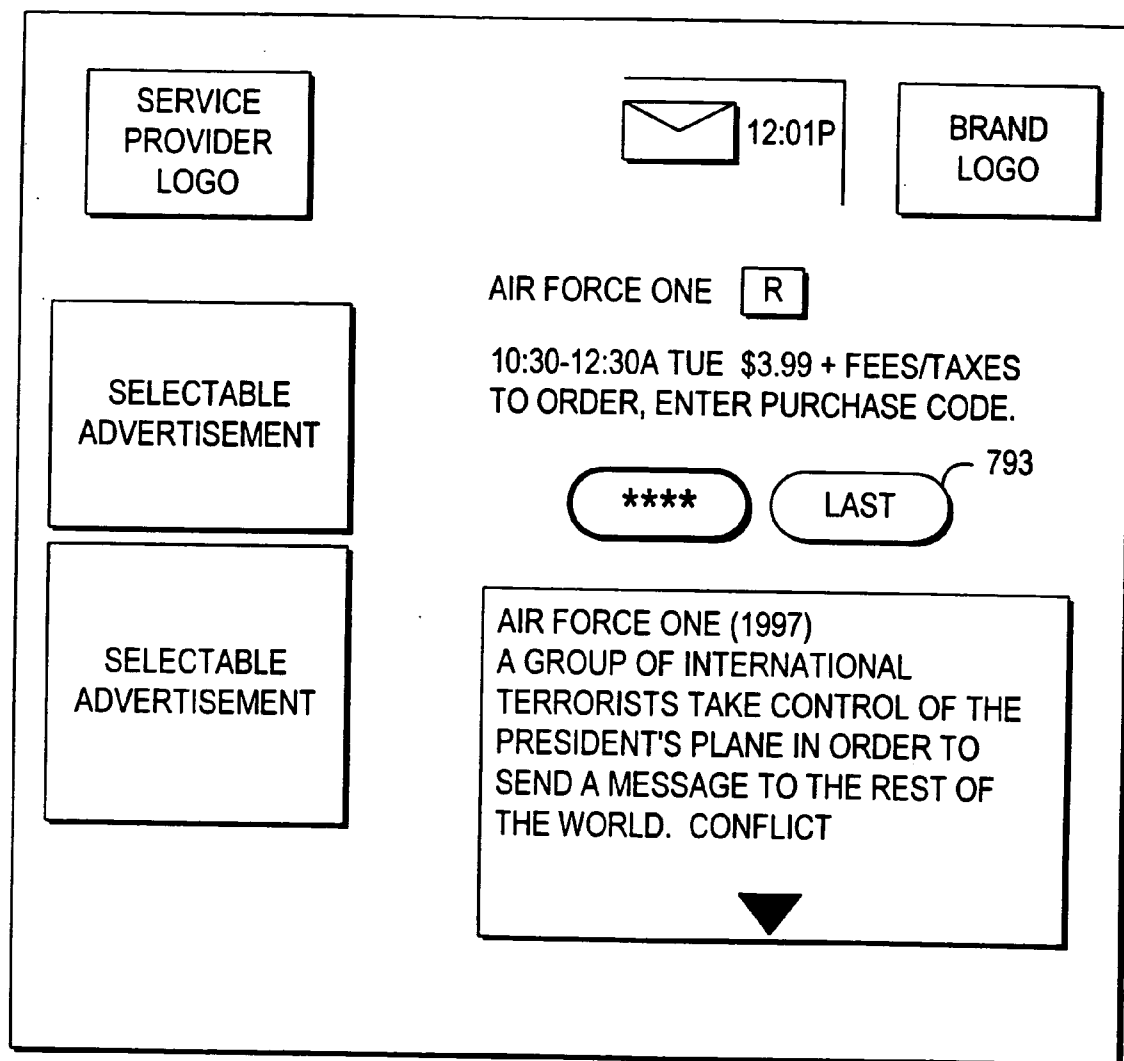 SERVICE
PROVIDER
LOGO
12:01P
BRAND
LOGO
AIR FORCE ONE R
10:30-12:30A TUE $3.99 + FEES/TAXES
TO ORDER, ENTER PURCHASE CODE.
**** LAST 793
SELECTABLE
ADVERTISEMENT
SELECTABLE
ADVERTISEMENT
AIR FORCE ONE (1997)
A GROUP OF INTERNATIONAL
TERRORISTS TAKE CONTROL OF THE
PRESIDENT'S PLANE IN ORDER TO
SEND A MESSAGE TO THE REST OF
THE WORLD. CONFLICT